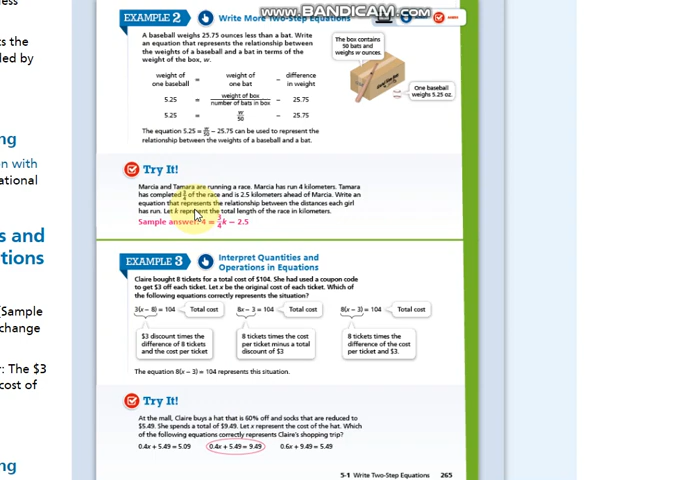 www.BANDICAM.com
EXAMPLE 2 Write More Two-Step Equations
A baseball weighs 25.75 ounces less than a bat. Write
an equation that represents the relationship between
the weights of a baseball and a bat in terms of the
weight of the box, w.
The box contains
50 bats and
weighs w ounces.
One baseball
weighs 5.25 oz.
weight of one baseball = weight of one bat − difference in weight
5.25 = weight of box / number of bats in box − 25.75
5.25 = w/50 − 25.75
The equation 5.25 = w/50 − 25.75 can be used to represent the
relationship between the weights of a baseball and a bat.
Try It!
Marcia and Tamara are running a race. Marcia has run 4 kilometers. Tamara
has completed 3/4 of the race and is 2.5 kilometers ahead of Marcia. Write an
equation that represents the relationship between the distances each girl
has run. Let k represent the total length of the race in kilometers.
Sample answer: 4 = 3/4k − 2.5
EXAMPLE 3 Interpret Quantities and
Operations in Equations
Claire bought 8 tickets for a total cost of $104. She had used a coupon code
to get $3 off each ticket. Let x be the original cost of each ticket. Which of
the following equations correctly represents the situation?
3(x − 8) = 104 Total cost
8x − 3 = 104 Total cost
8(x − 3) = 104 Total cost
$3 discount times the
difference of 8 tickets
and the cost per ticket
8 tickets times the cost
per ticket minus a total
discount of $3
8 tickets times the
difference of the cost
per ticket and $3.
The equation 8(x − 3) = 104 represents this situation.
Try It!
At the mall, Claire buys a hat that is 60% off and socks that are reduced to
$5.49. She spends a total of $9.49. Let x represent the cost of the hat. Which
of the following equations correctly represents Claire's shopping trip?
0.4x + 5.49 = 5.09 0.4x + 5.49 = 9.49 0.6x + 9.49 = 5.49
5-1 Write Two-Step Equations 265
ts the
led by
ng
on with
ational
s and
tions
(Sample
change
r: The $3
cost of
ng